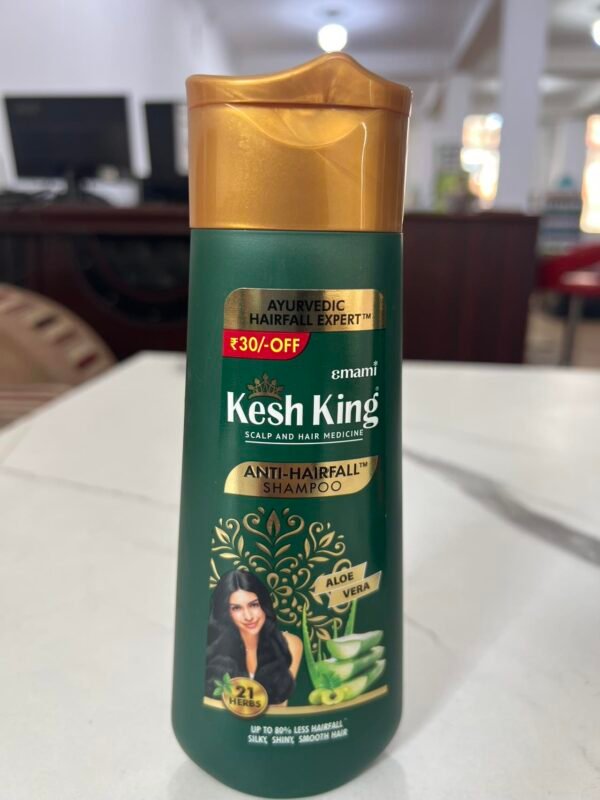 AYURVEDIC
HAIRFALL EXPERT™
₹30/-OFF
emami
Kesh King
SCALP AND HAIR MEDICINE
ANTI-HAIRFALL™
SHAMPOO
ALOE
VERA
21
HERBS
UP TO 80% LESS HAIRFALL
SILKY, SHINY, SMOOTH HAIR